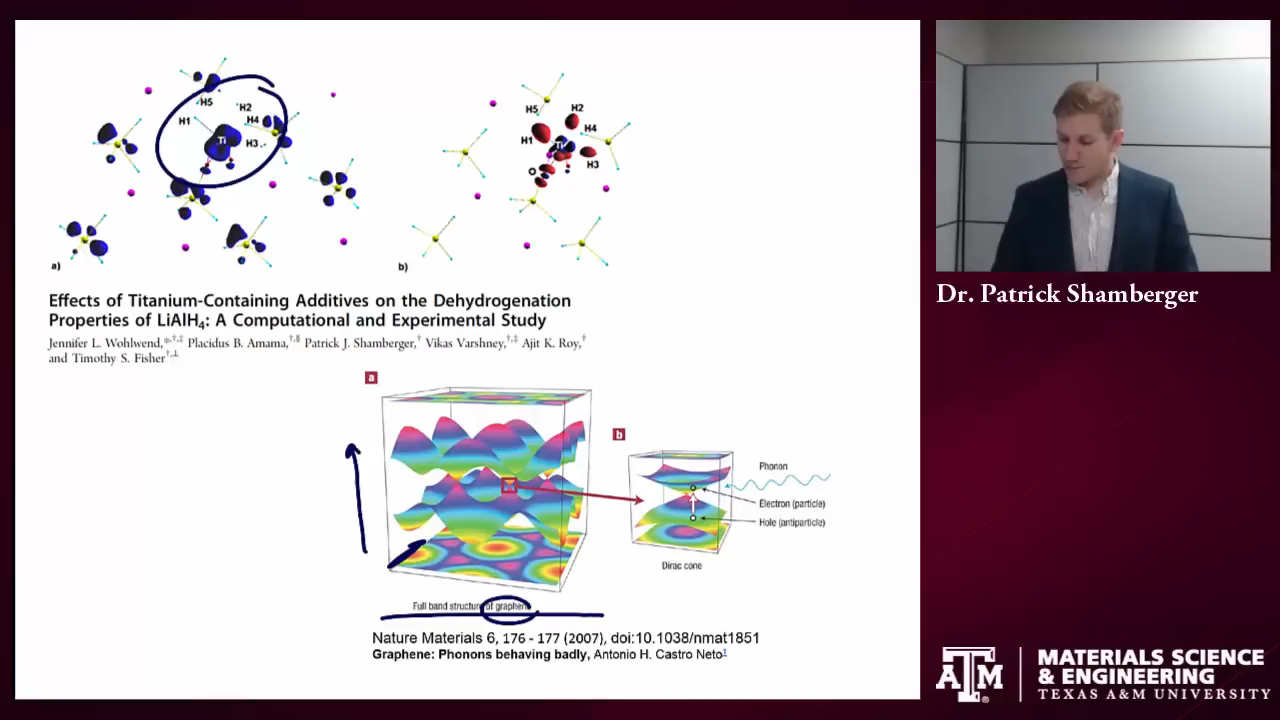 H5
H2
H1
H4
Ti
H3
a)
H5
H2
H4
H1
Ti
H3
O
b)
Effects of Titanium-Containing Additives on the Dehydrogenation
Properties of LiAlH4: A Computational and Experimental Study
Jennifer L. Wohlwend,*,†,‡ Placidus B. Amama,†,§ Patrick J. Shamberger,† Vikas Varshney,†,‡ Ajit K. Roy,†
and Timothy S. Fisher†,⊥
a
b
Phonon
Electron (particle)
Hole (antiparticle)
Dirac cone
Full band structure of graphene
Nature Materials 6, 176 - 177 (2007), doi:10.1038/nmat1851
Graphene: Phonons behaving badly, Antonio H. Castro Neto1
Dr. Patrick Shamberger
ATM
MATERIALS SCIENCE
& ENGINEERING
TEXAS A&M UNIVERSITY